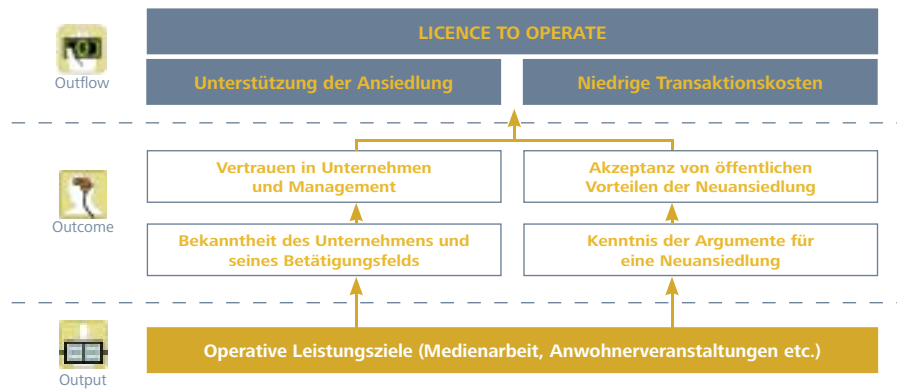 LICENCE TO OPERATE
Unterstützung der Ansiedlung
Niedrige Transaktionskosten
Outflow
Vertrauen in Unternehmen
und Management
Akzeptanz von öffentlichen
Vorteilen der Neuansiedlung
Outcome
Bekanntheit des Unternehmens und
seines Betätigungsfelds
Kenntnis der Argumente für
eine Neuansiedlung
Operative Leistungsziele (Medienarbeit, Anwohnerveranstaltungen etc.)
Output